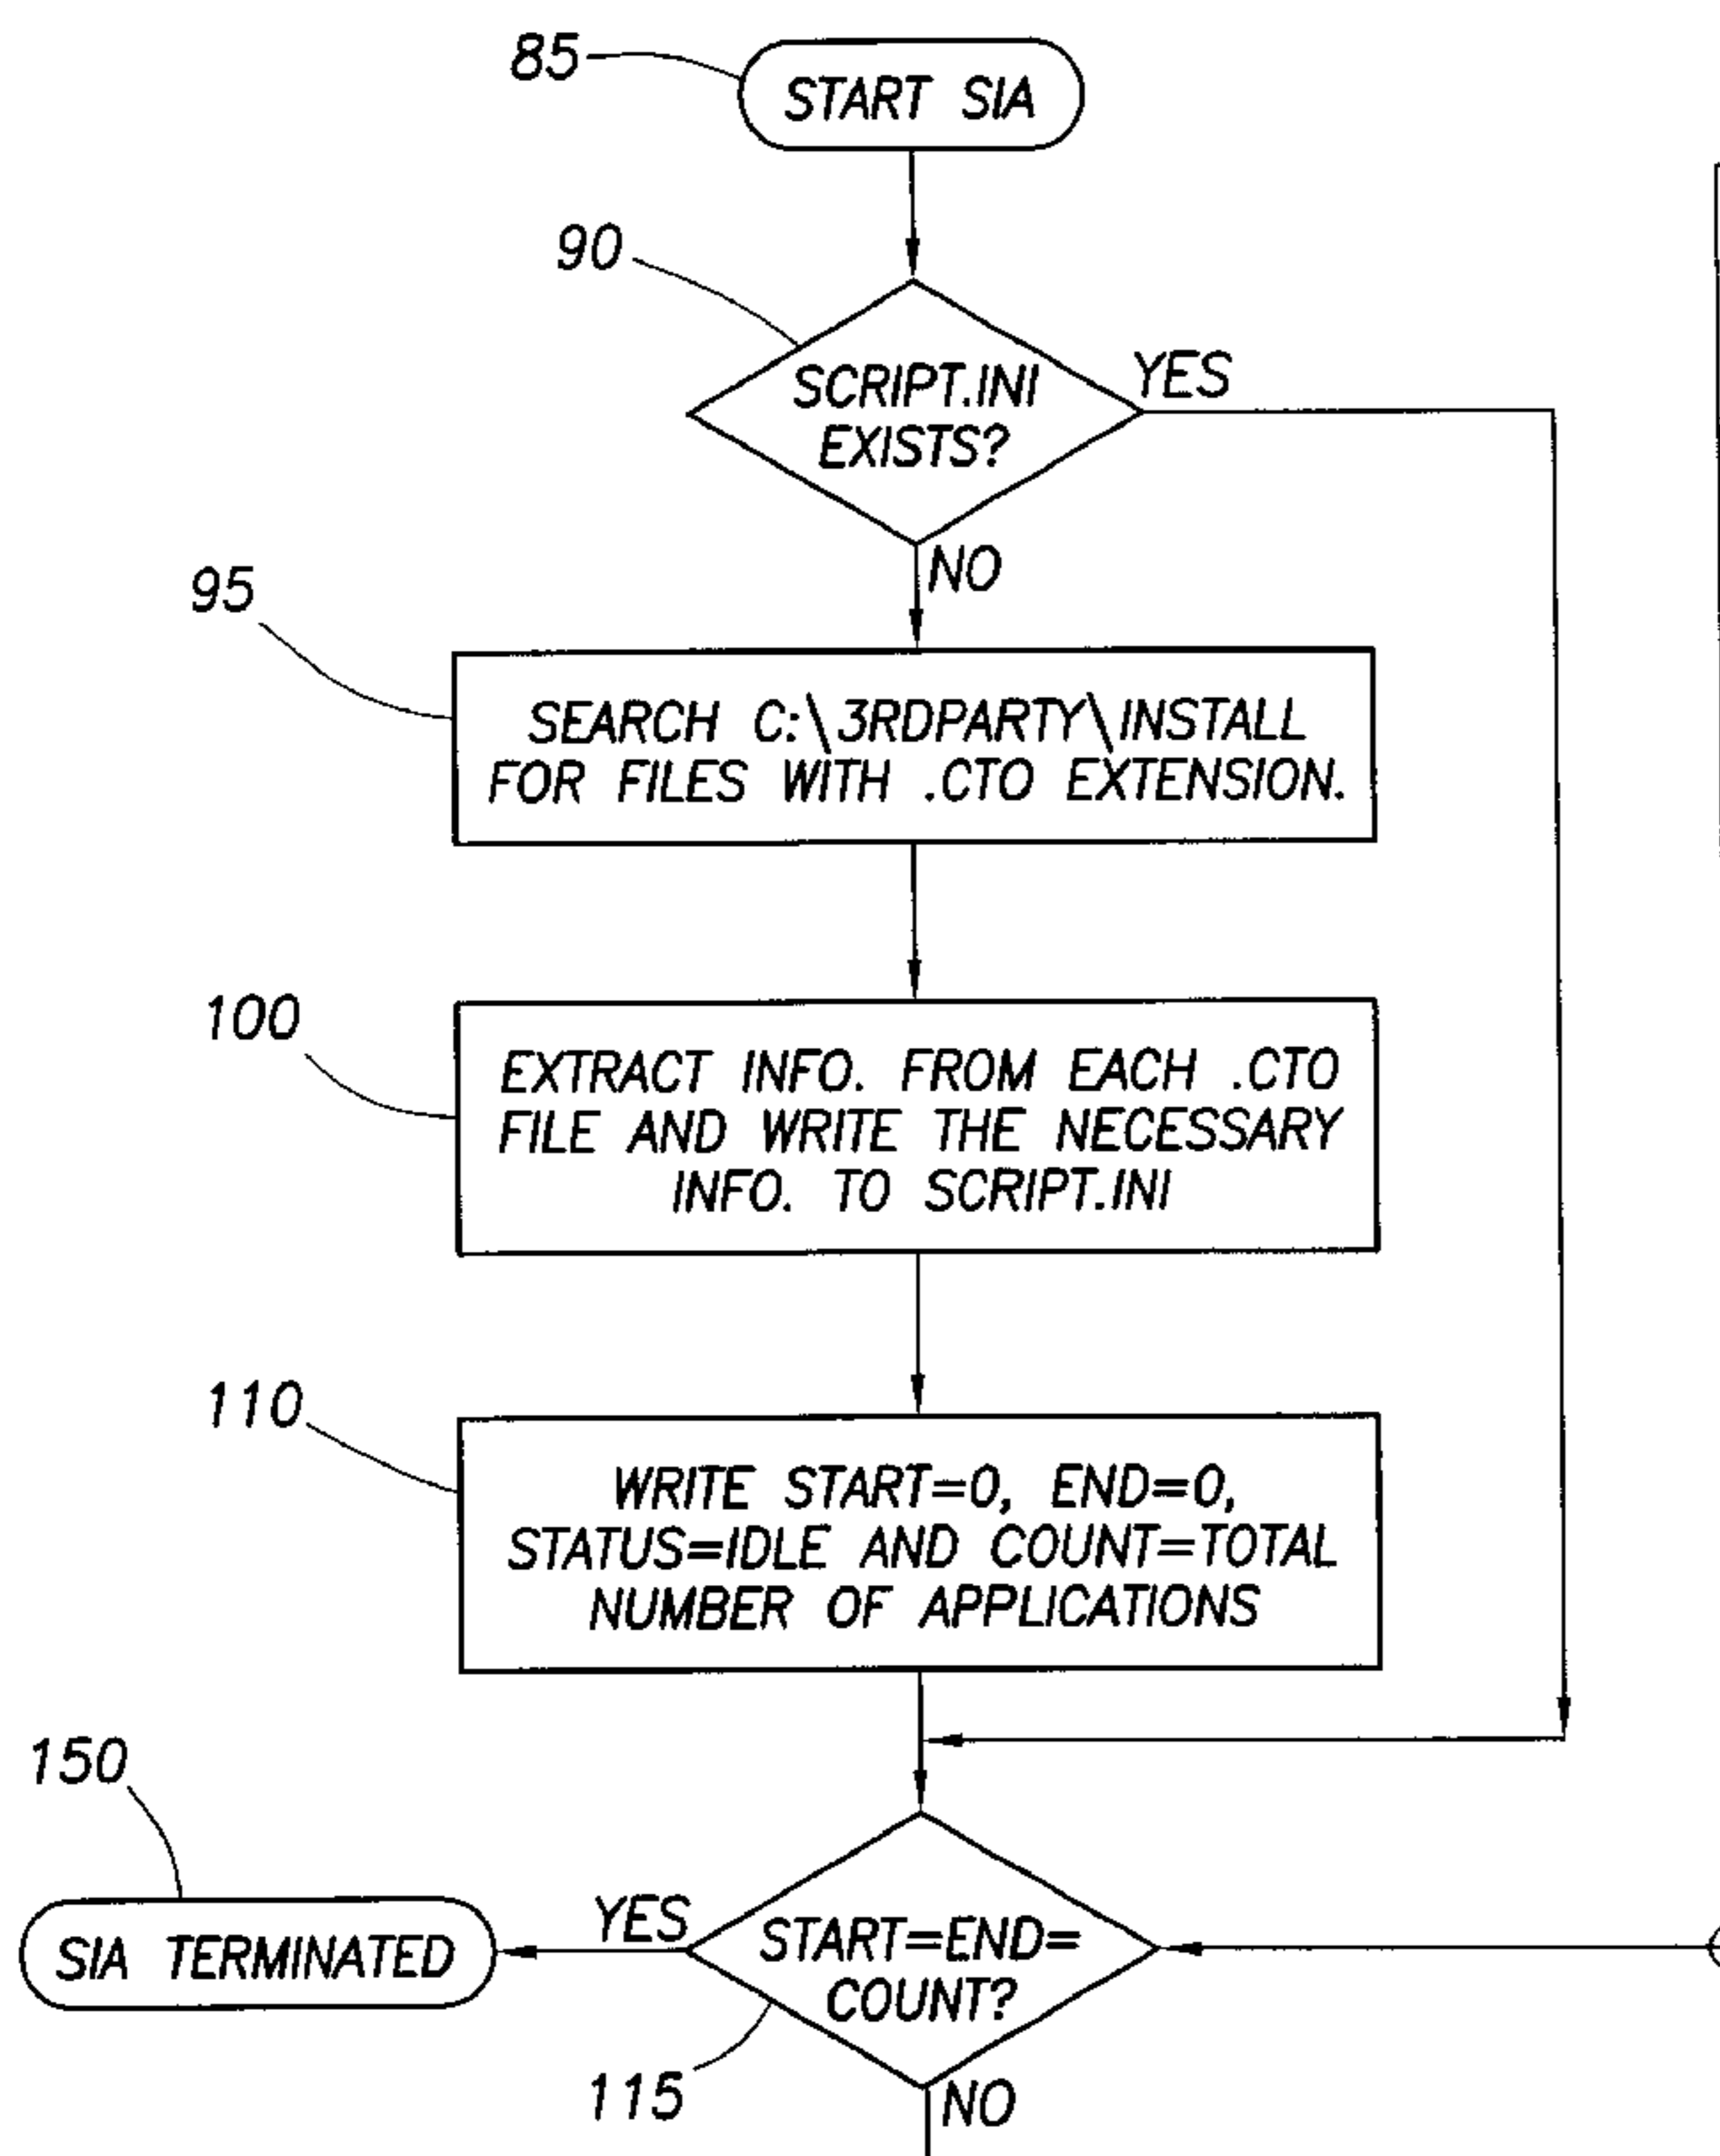 85
START SIA
90
SCRIPT.INI
EXISTS?
YES
NO
95
SEARCH C:\3RDPARTY\INSTALL
FOR FILES WITH .CTO EXTENSION.
100
EXTRACT INFO. FROM EACH .CTO
FILE AND WRITE THE NECESSARY
INFO. TO SCRIPT.INI
110
WRITE START=0, END=0,
STATUS=IDLE AND COUNT=TOTAL
NUMBER OF APPLICATIONS
150
SIA TERMINATED
YES
START=END=
COUNT?
115
NO